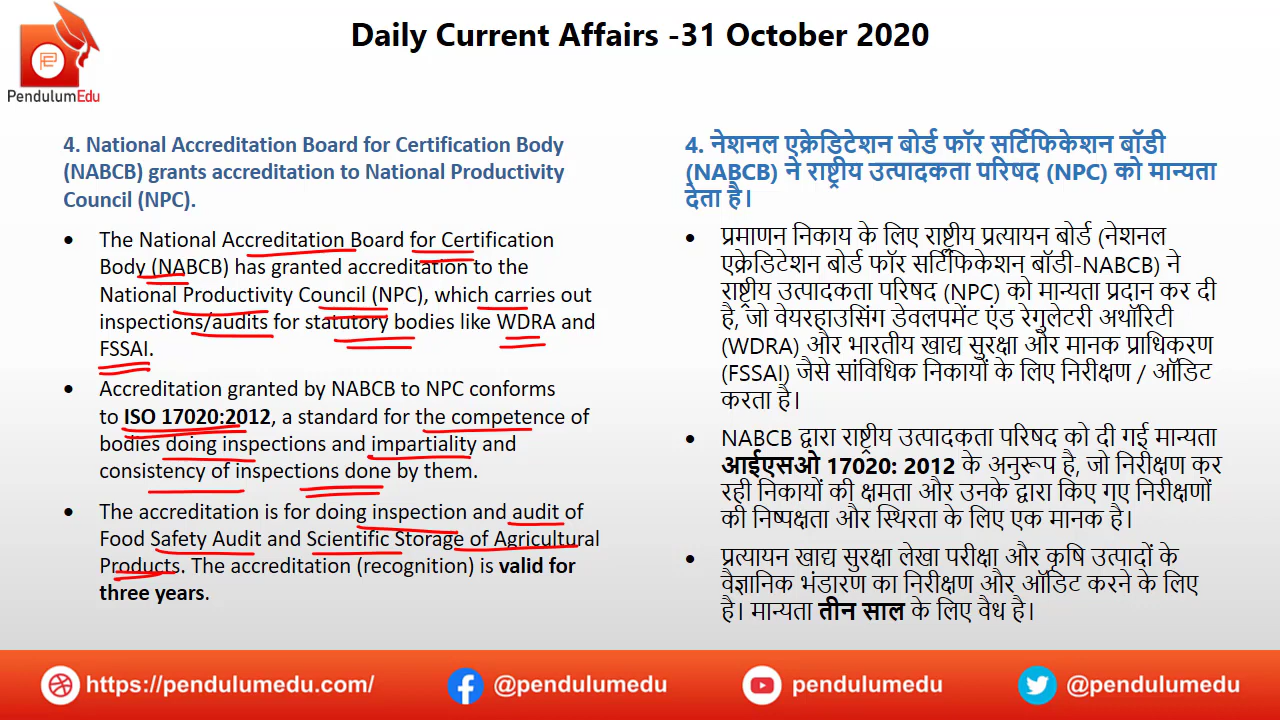 Daily Current Affairs -31 October 2020
PendulumEdu
4. National Accreditation Board for Certification Body
(NABCB) grants accreditation to National Productivity
Council (NPC).
• The National Accreditation Board for Certification
Body (NABCB) has granted accreditation to the
National Productivity Council (NPC), which carries out
inspections/audits for statutory bodies like WDRA and
FSSAI.
• Accreditation granted by NABCB to NPC conforms
to ISO 17020:2012, a standard for the competence of
bodies doing inspections and impartiality and
consistency of inspections done by them.
• The accreditation is for doing inspection and audit of
Food Safety Audit and Scientific Storage of Agricultural
Products. The accreditation (recognition) is valid for
three years.
4. नेशनल एक्रेडिटेशन बोर्ड फॉर सर्टिफिकेशन बॉडी
(NABCB) ने राष्ट्रीय उत्पादकता परिषद (NPC) को मान्यता
देता है।
• प्रमाणन निकाय के लिए राष्ट्रीय प्रत्यायन बोर्ड (नेशनल
एक्रेडिटेशन बोर्ड फॉर सर्टिफिकेशन बॉडी-NABCB) ने
राष्ट्रीय उत्पादकता परिषद (NPC) को मान्यता प्रदान कर दी
है, जो वेयरहाउसिंग डेवलपमेंट एंड रेगुलेटरी अथॉरिटी
(WDRA) और भारतीय खाद्य सुरक्षा और मानक प्राधिकरण
(FSSAI) जैसे सांविधिक निकायों के लिए निरीक्षण / ऑडिट
करता है।
• NABCB द्वारा राष्ट्रीय उत्पादकता परिषद को दी गई मान्यता
आईएसओ 17020: 2012 के अनुरूप है, जो निरीक्षण कर
रही निकायों की क्षमता और उनके द्वारा किए गए निरीक्षणों
की निष्पक्षता और स्थिरता के लिए एक मानक है।
• प्रत्यायन खाद्य सुरक्षा लेखा परीक्षा और कृषि उत्पादों के
वैज्ञानिक भंडारण का निरीक्षण और ऑडिट करने के लिए
है। मान्यता तीन साल के लिए वैध है।
https://pendulumedu.com/
@pendulumedu
pendulumedu
@pendulumedu